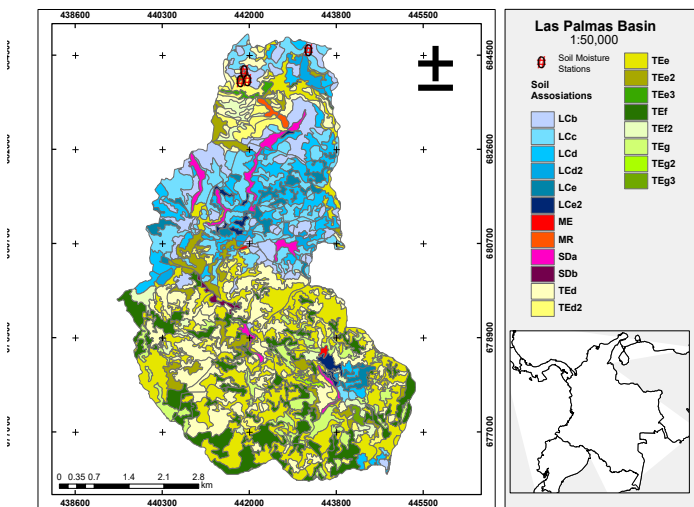 438600 440300 442000 443800 445500
Las Palmas Basin
1:50,000
Soil Moisture
Stations
Soil
Assosiations
LCb
LCc
LCd
LCd2
LCe
LCe2
ME
MR
SDa
SDb
TEd
TEd2
TEe
TEe2
TEe3
TEf
TEf2
TEg
TEg2
TEg3
684500
682600
680700
678900
677000
0 0.35 0.7 1.4 2.1 2.8
km
438600 440300 442000 443800 445500